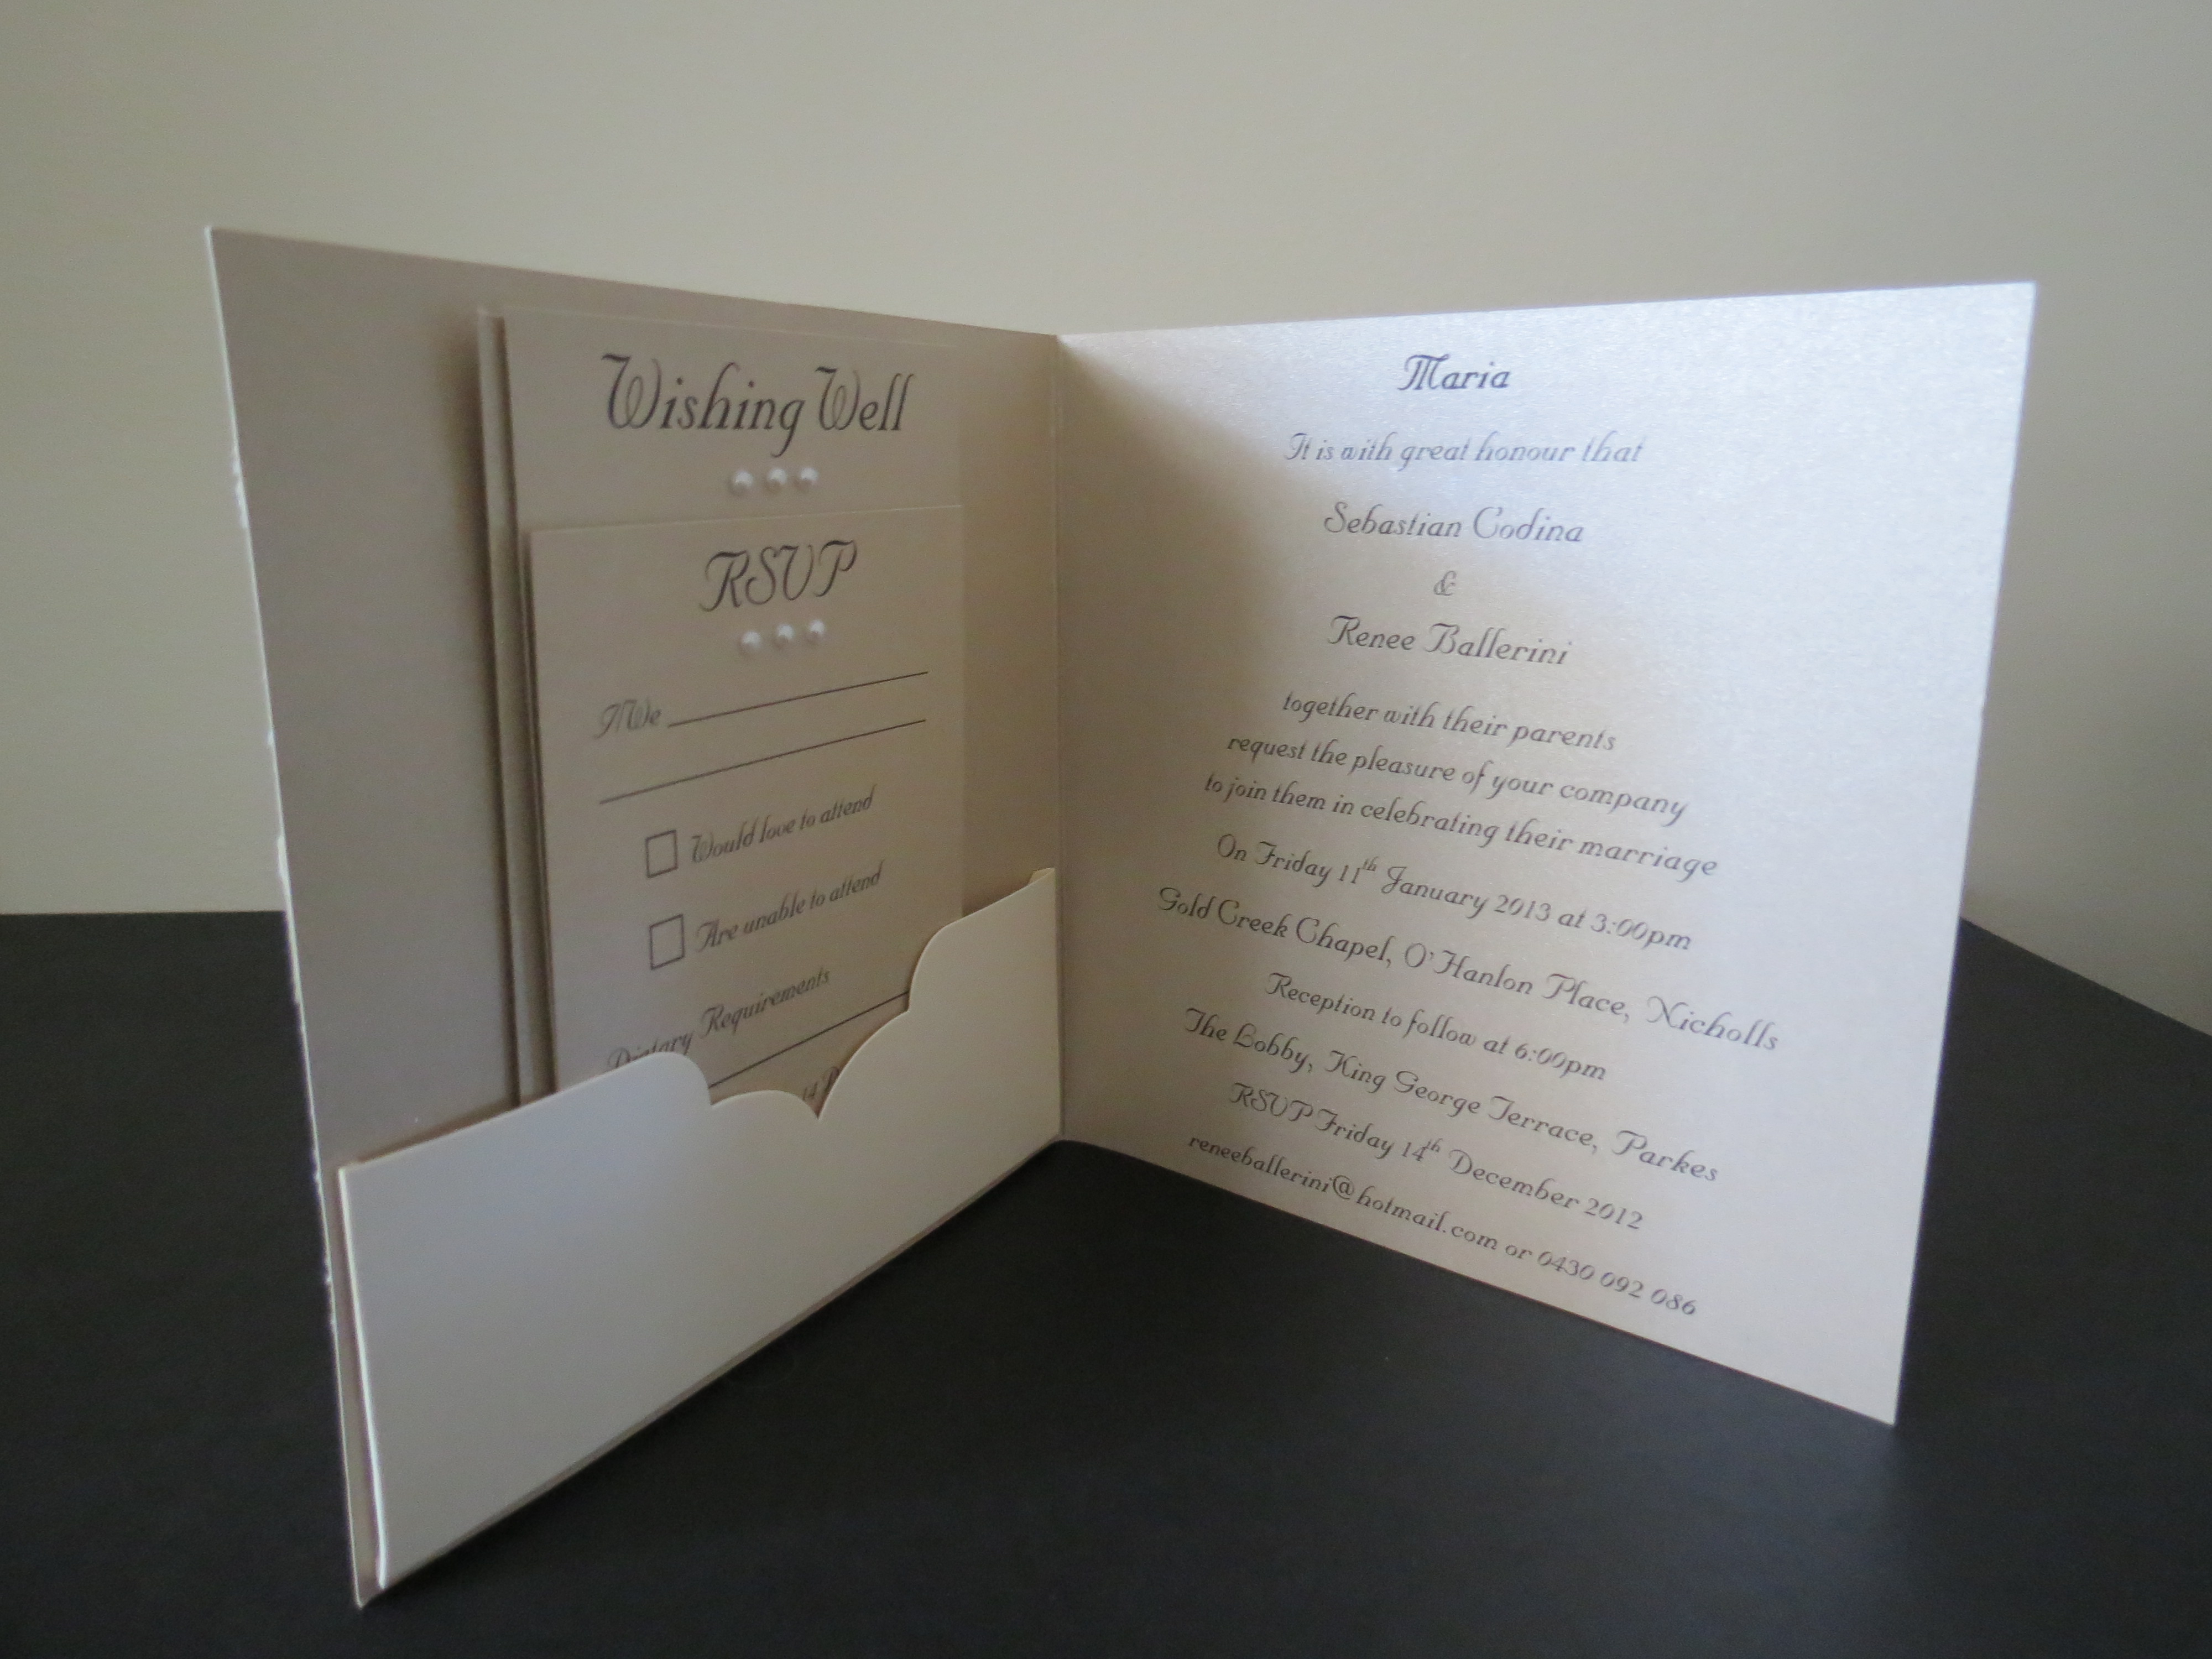 Wishing Well
RSVP
I/We
Would love to attend
Are unable to attend
Dietary Requirements
14
Maria
It is with great honour that
Sebastian Codina
&
Renee Ballerini
together with their parents
request the pleasure of your company
to join them in celebrating their marriage
On Friday 11th January 2013 at 3:00pm
Gold Creek Chapel, O'Hanlon Place, Nicholls
Reception to follow at 6:00pm
The Lobby, King George Terrace, Parkes
RSVP Friday 14th December 2012
reneeballerini@hotmail.com or 0430 092 086